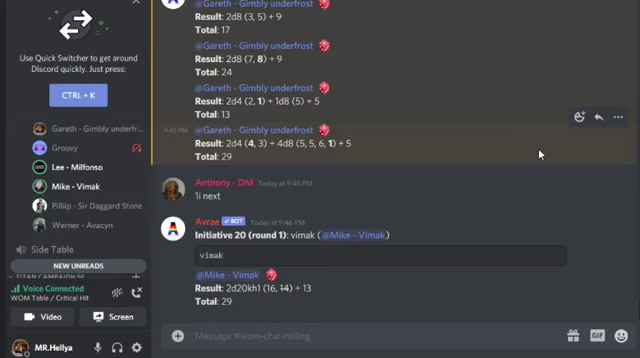 Use Quick Switcher to get around
Discord quickly. Just press:
CTRL + K
Gareth - Gimbly underfr...
Groovy
Lee - Milfonso
Mike - Vimak
Pilliip - Sir Daggard Stone
Werner - Avacyn
Side Table
NEW UNREADS
Voice Connected
WOM Table / Critical Hit
Video
Screen
MR.Hellya
@Gareth - Gimbly underfrost
Result: 2d8 (3, 5) + 9
Total: 17
@Gareth - Gimbly underfrost
Result: 2d8 (7, 8) + 9
Total: 24
@Gareth - Gimbly underfrost
Result: 2d4 (2, 1) + 1d8 (5) + 5
Total: 13
9:45 PM
@Gareth - Gimbly underfrost
Result: 2d4 (4, 3) + 4d8 (5, 5, 6, 1) + 5
Total: 29
Anthony - DM Today at 9:45 PM
!i next
Avrae BOT Today at 9:46 PM
Initiative 20 (round 1): vimak (@Mike - Vimak)
vimak
@Mike - Vimak
Result: 2d20kh1 (16, 14) + 13
Total: 29
Message #wom-chat-rolling
GIF